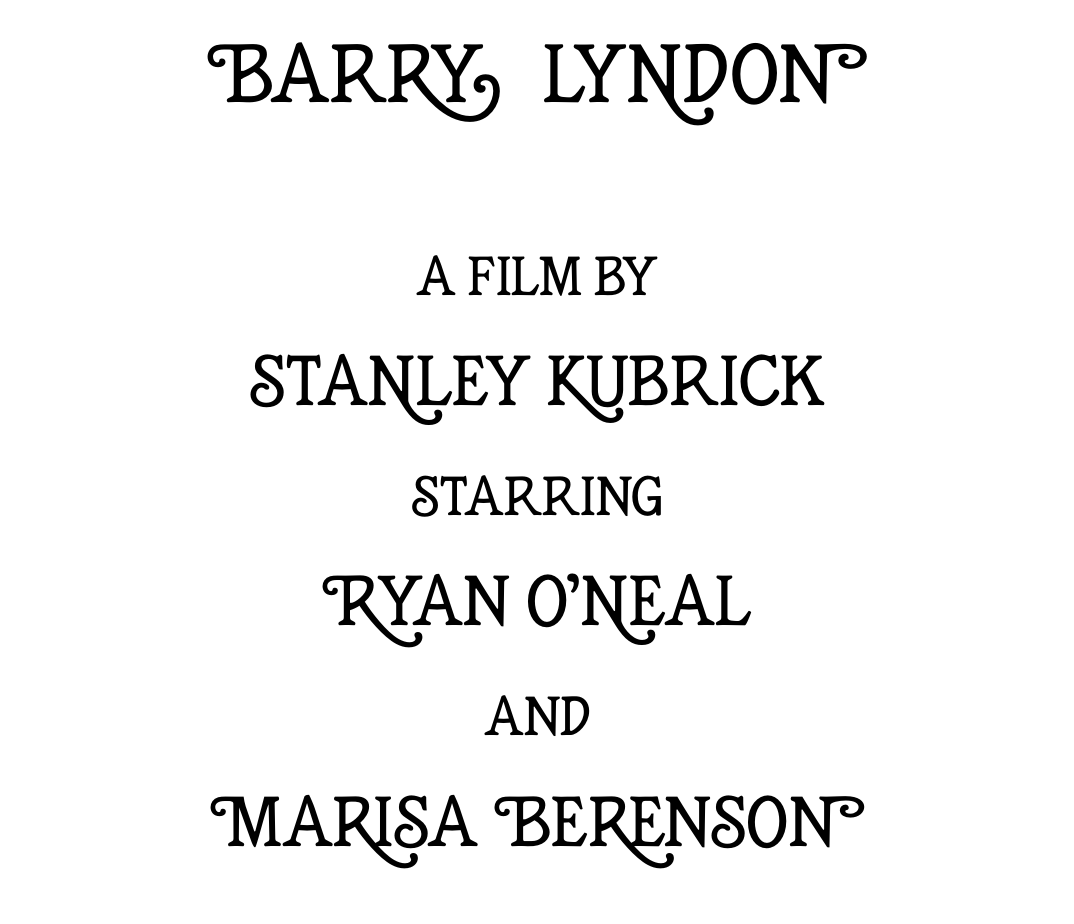 BARRY LYNDON
A FILM BY
STANLEY KUBRICK
STARRING
RYAN O’NEAL
AND
MARISA BERENSON